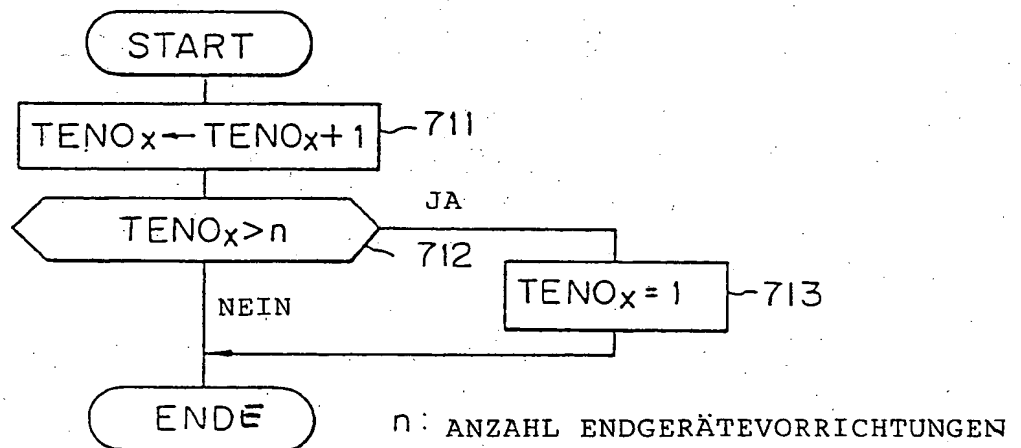 START
TENOx ← TENOx+1
711
TENOx>n
JA
712
TENOx = 1
713
NEIN
ENDE
n: ANZAHL ENDGERÄTEVORRICHTUNGEN